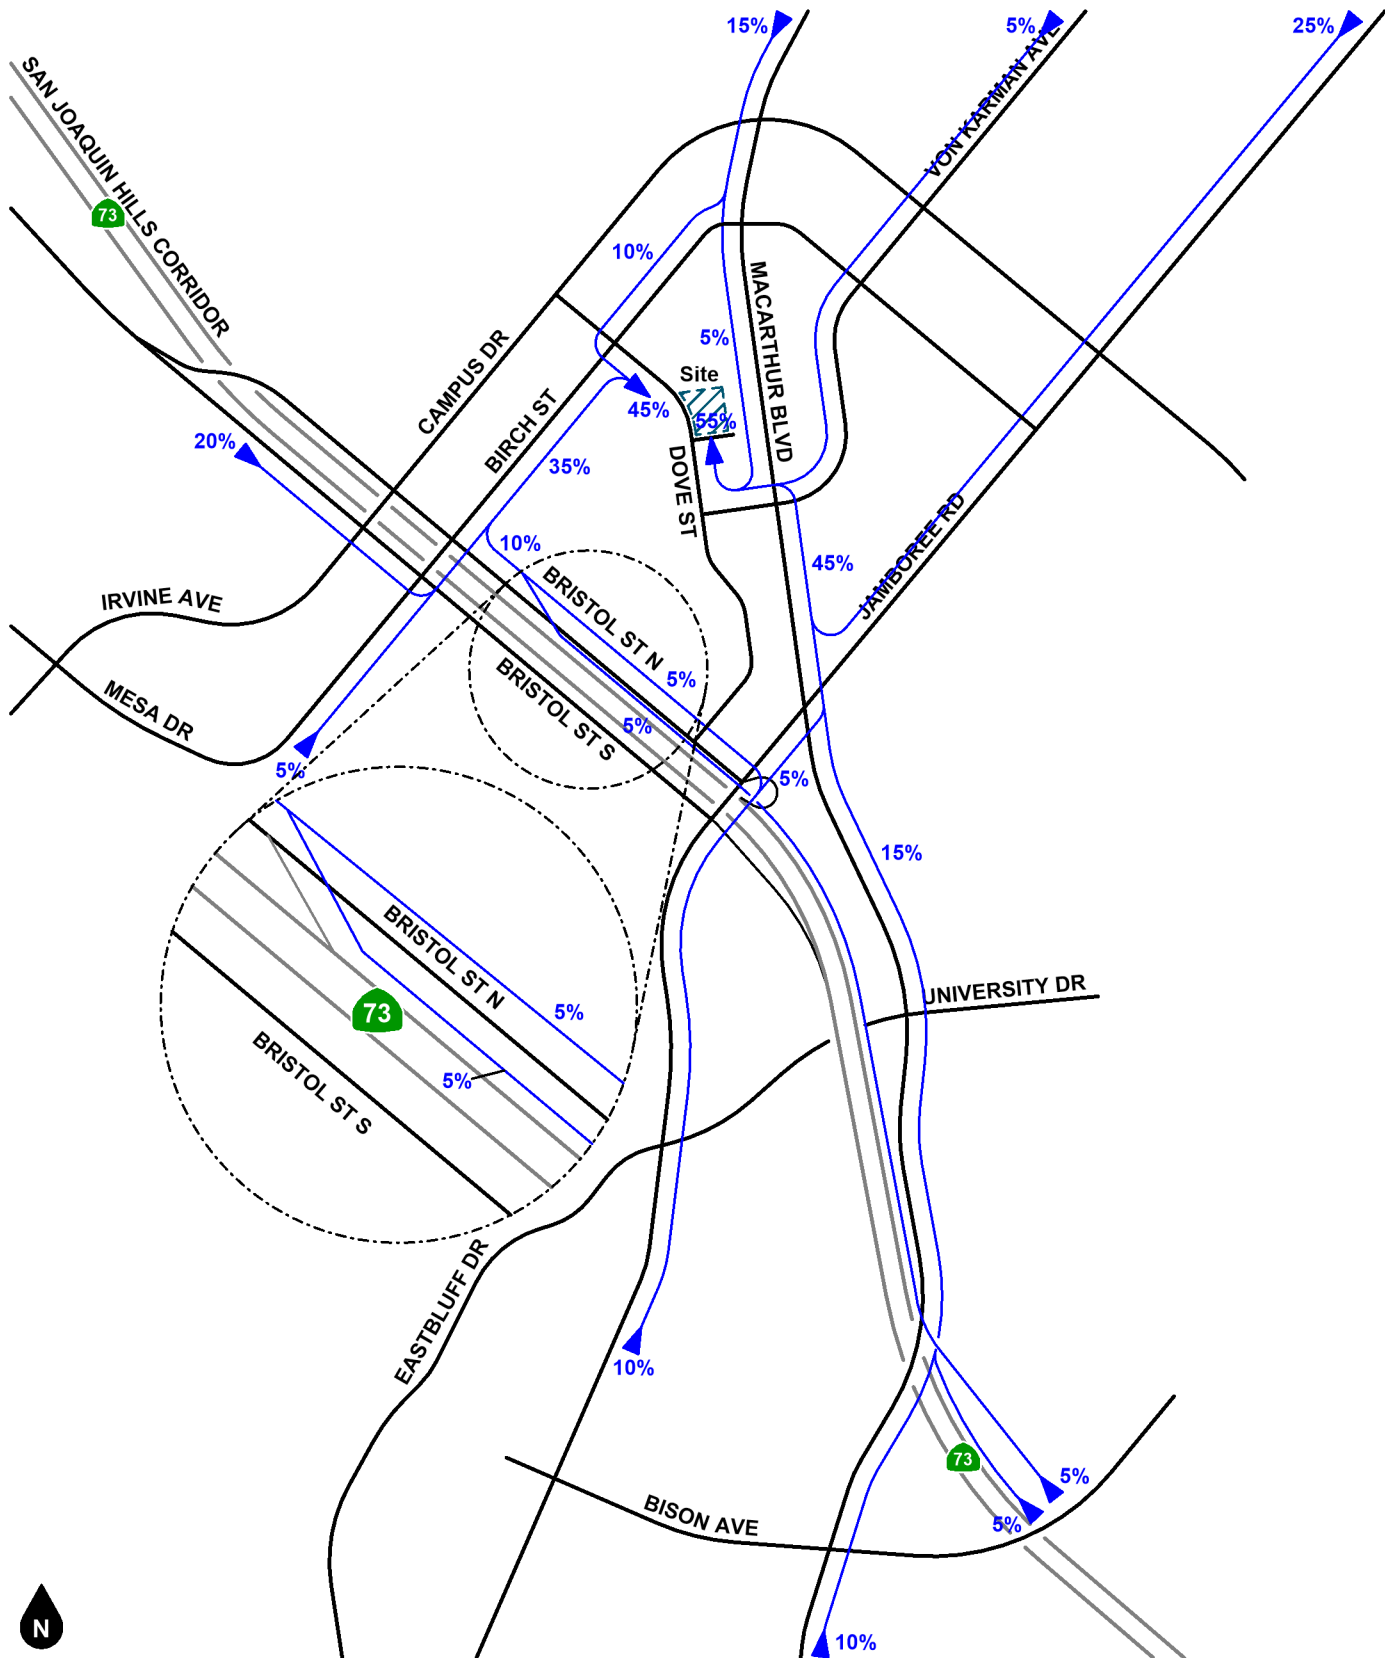 15%
5%
25%
SAN JOAQUIN HILLS CORRIDOR
VON KARMAN AVE
73
10%
MACARTHUR BLVD
5%
CAMPUS DR
Site
45%
55%
BIRCH ST
20%
35%
DOVE ST
JAMBOREE RD
10%
45%
BRISTOL ST N
IRVINE AVE
BRISTOL ST S
5%
MESA DR
5%
5%
5%
15%
BRISTOL ST N
UNIVERSITY DR
73
5%
BRISTOL ST S
5%
EASTBLUFF DR
10%
73
5%
BISON AVE
5%
N
10%